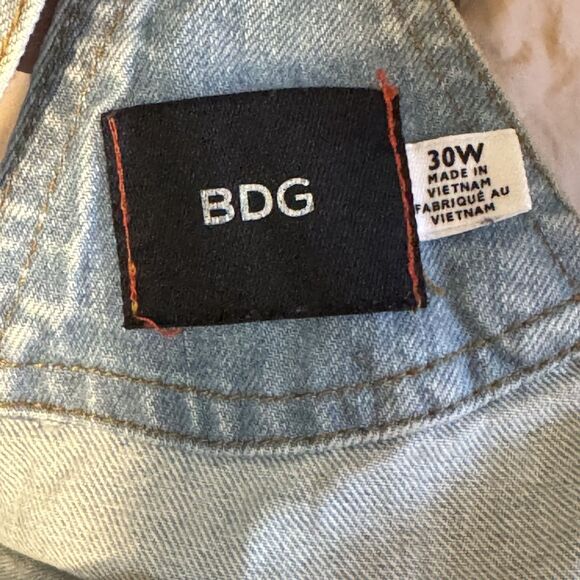 BDG
30W
MADE IN
VIETNAM
FABRIQUÉ AU
VIETNAM